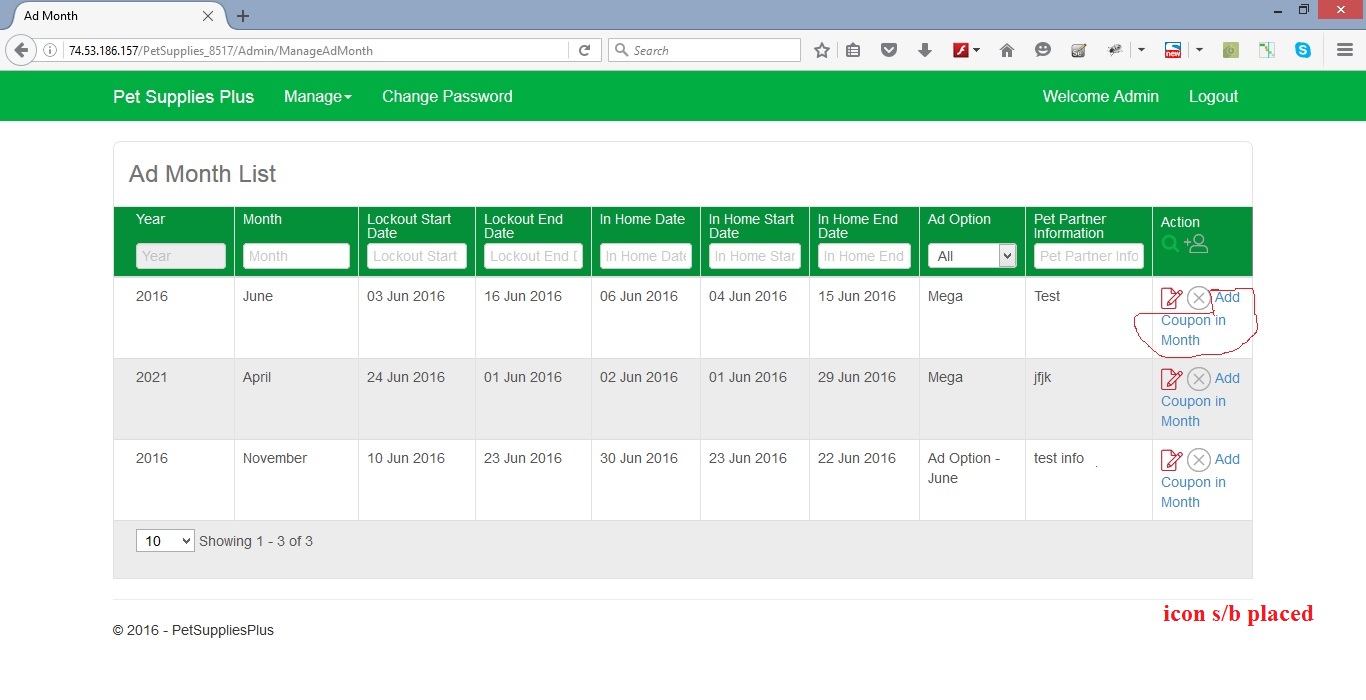 Ad Month
74.53.186.157/PetSupplies_8517/Admin/ManageAdMonth
Search
Pet Supplies Plus Manage Change Password Welcome Admin Logout
Ad Month List
Year Month Lockout Start Date Lockout End Date In Home Date In Home Start Date In Home End Date Ad Option Pet Partner Information Action
Year Month Lockout Start Lockout End D In Home Date In Home Star In Home End All Pet Partner Info
2016 June 03 Jun 2016 16 Jun 2016 06 Jun 2016 04 Jun 2016 15 Jun 2016 Mega Test Add
Coupon in
Month
2021 April 24 Jun 2016 01 Jun 2016 02 Jun 2016 01 Jun 2016 29 Jun 2016 Mega jfjk Add
Coupon in
Month
2016 November 10 Jun 2016 23 Jun 2016 30 Jun 2016 23 Jun 2016 22 Jun 2016 Ad Option - June test info Add
Coupon in
Month
10 Showing 1 - 3 of 3
icon s/b placed
© 2016 - PetSuppliesPlus